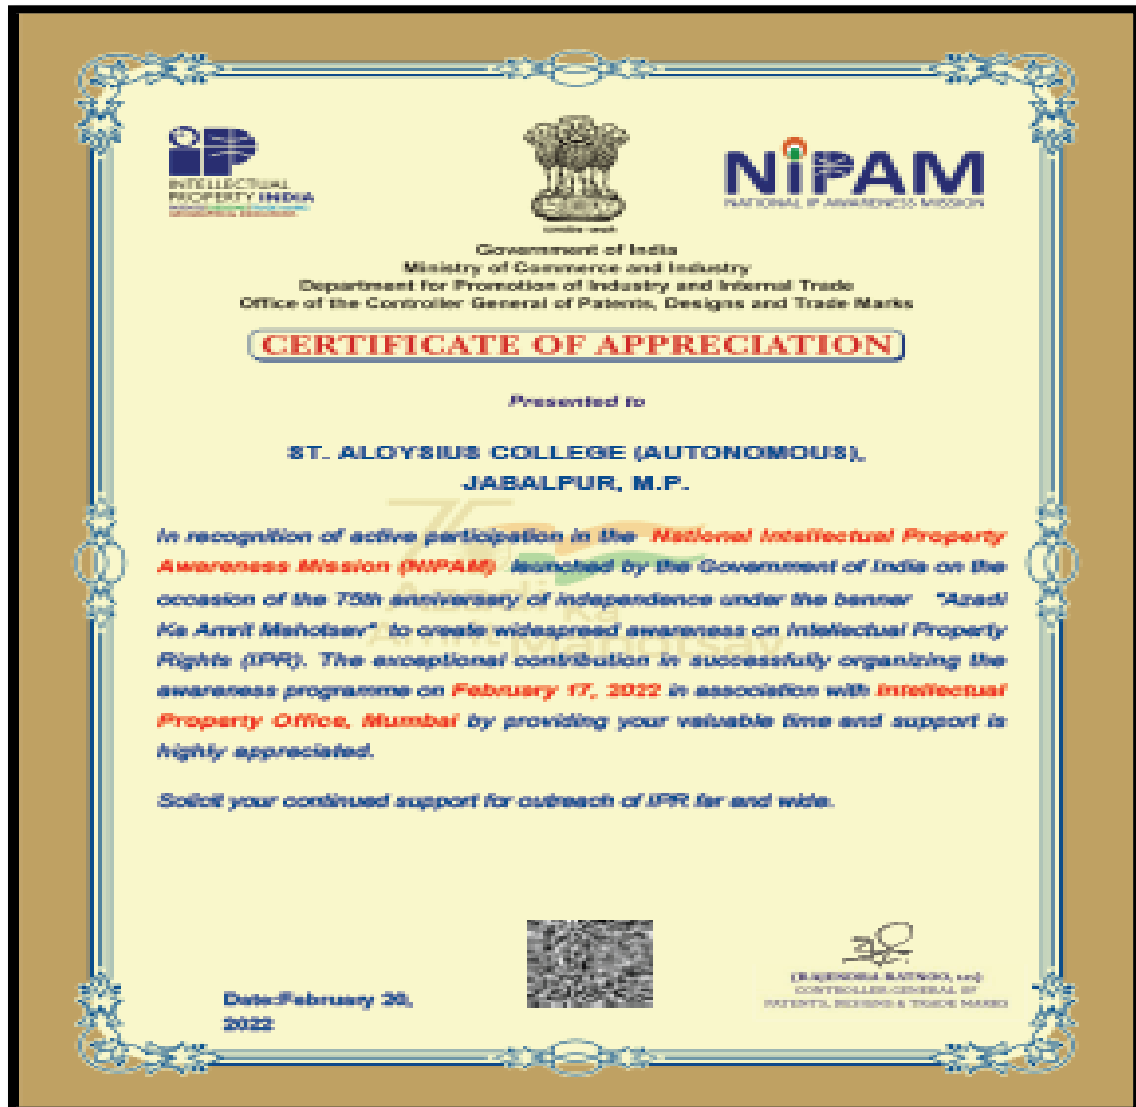 iP
INTELLECTUAL
PROPERTY INDIA
NiPAM
NATIONAL IP AWARENESS MISSION
Government of India
Ministry of Commerce and Industry
Department for Promotion of Industry and Internal Trade
Office of the Controller General of Patents, Designs and Trade Marks
CERTIFICATE OF APPRECIATION
Presented to
ST. ALOYSIUS COLLEGE (AUTONOMOUS),
JABALPUR, M.P.
In recognition of active participation in the National Intellectual Property
Awareness Mission (NIPAM) launched by the Government of India on the
occasion of the 75th anniversary of independence under the banner "Azadi
Ka Amrit Mahotsav" to create widespread awareness on Intellectual Property
Rights (IPR). The exceptional contribution in successfully organizing the
awareness programme on February 17, 2022 in association with Intellectual
Property Office, Mumbai by providing your valuable time and support is
highly appreciated.
Solicit your continued support for outreach of IPR far and wide.
Date:February 20,
2022
(RAJENDRA RATNOO, IAS)
CONTROLLER GENERAL OF
PATENTS, DESIGNS & TRADE MARKS